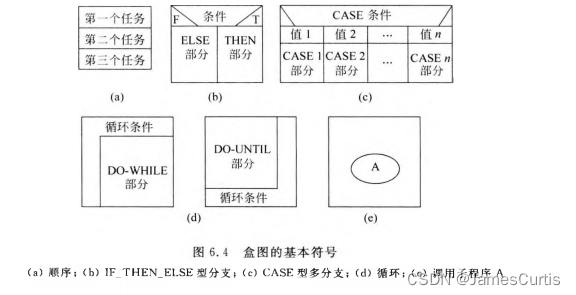 第一个任务
第二个任务
第三个任务
(a)
F 条件 T
ELSE 部分 THEN 部分
(b)
CASE 条件
值 1 值 2 … 值 n
CASE 1 部分 CASE 2 部分 … CASE n 部分
(c)
循环条件
DO-WHILE
部分
DO-UNTIL
部分
循环条件
(d)
A
(e)
图 6.4 盒图的基本符号
(a) 顺序；(b) IF_THEN_ELSE 型分支；(c) CASE 型多分支；(d) 循环；(e) 调用子程序 A
CSDN @JamesCurtis